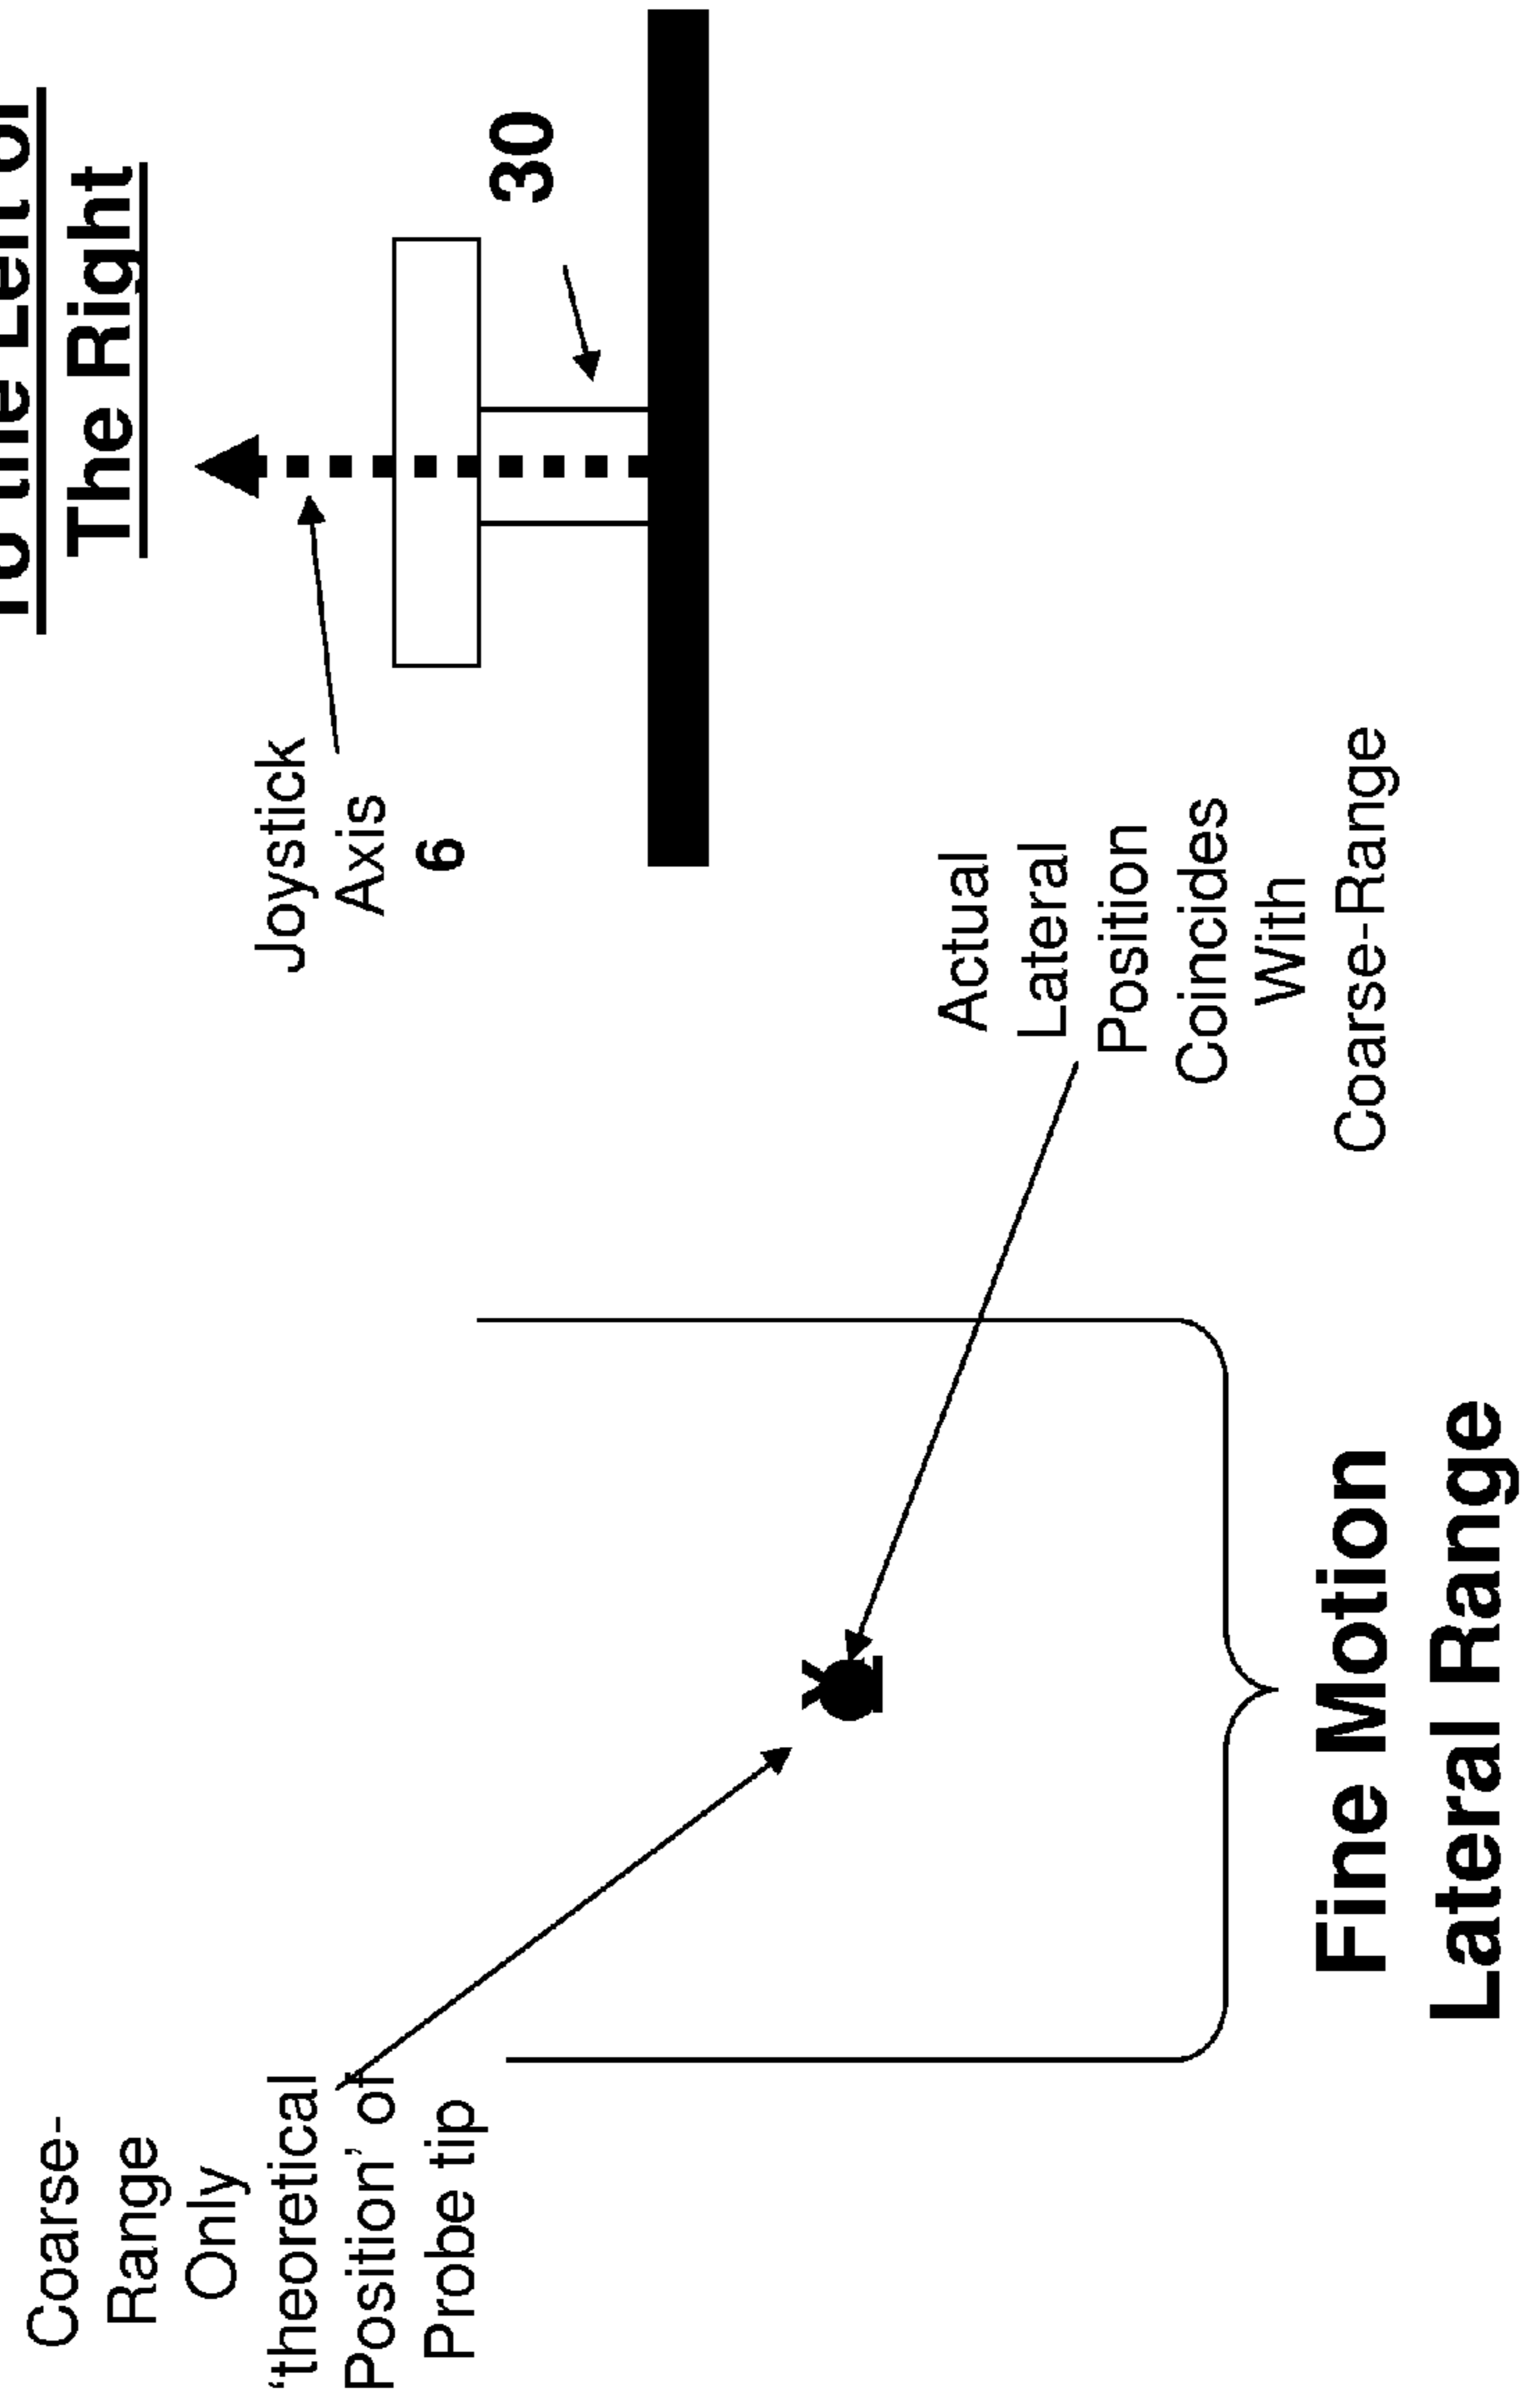 To the Left or
The Right
Coarse-
Range
Only
‘theoretical
Position’ of
Probe tip
Joystick
Axis
6
30
X
Actual
Lateral
Position
Coincides
With
Coarse-Range
Fine Motion
Lateral Range